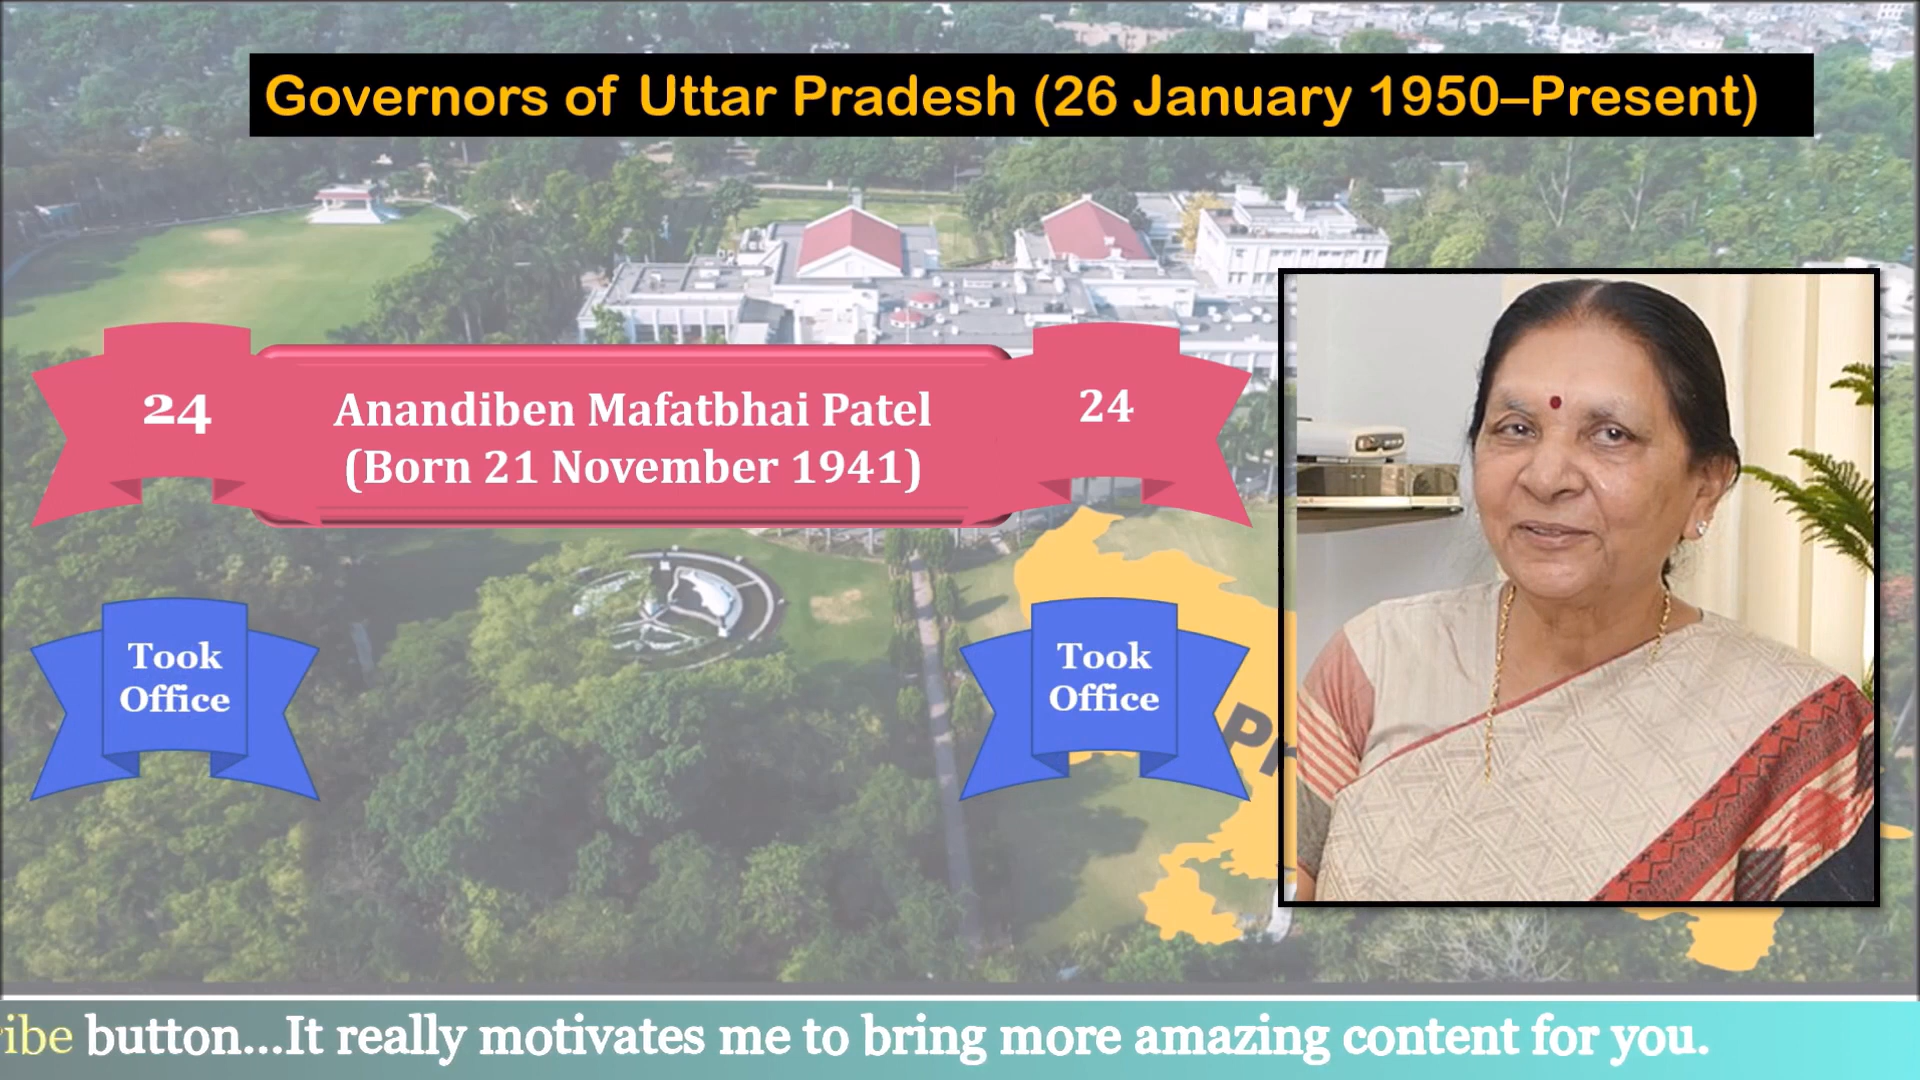 Governors of Uttar Pradesh (26 January 1950–Present)
24
Anandiben Mafatbhai Patel
(Born 21 November 1941)
24
Took
Office
Took
Office
Pr
ibe button...It really motivates me to bring more amazing content for you.